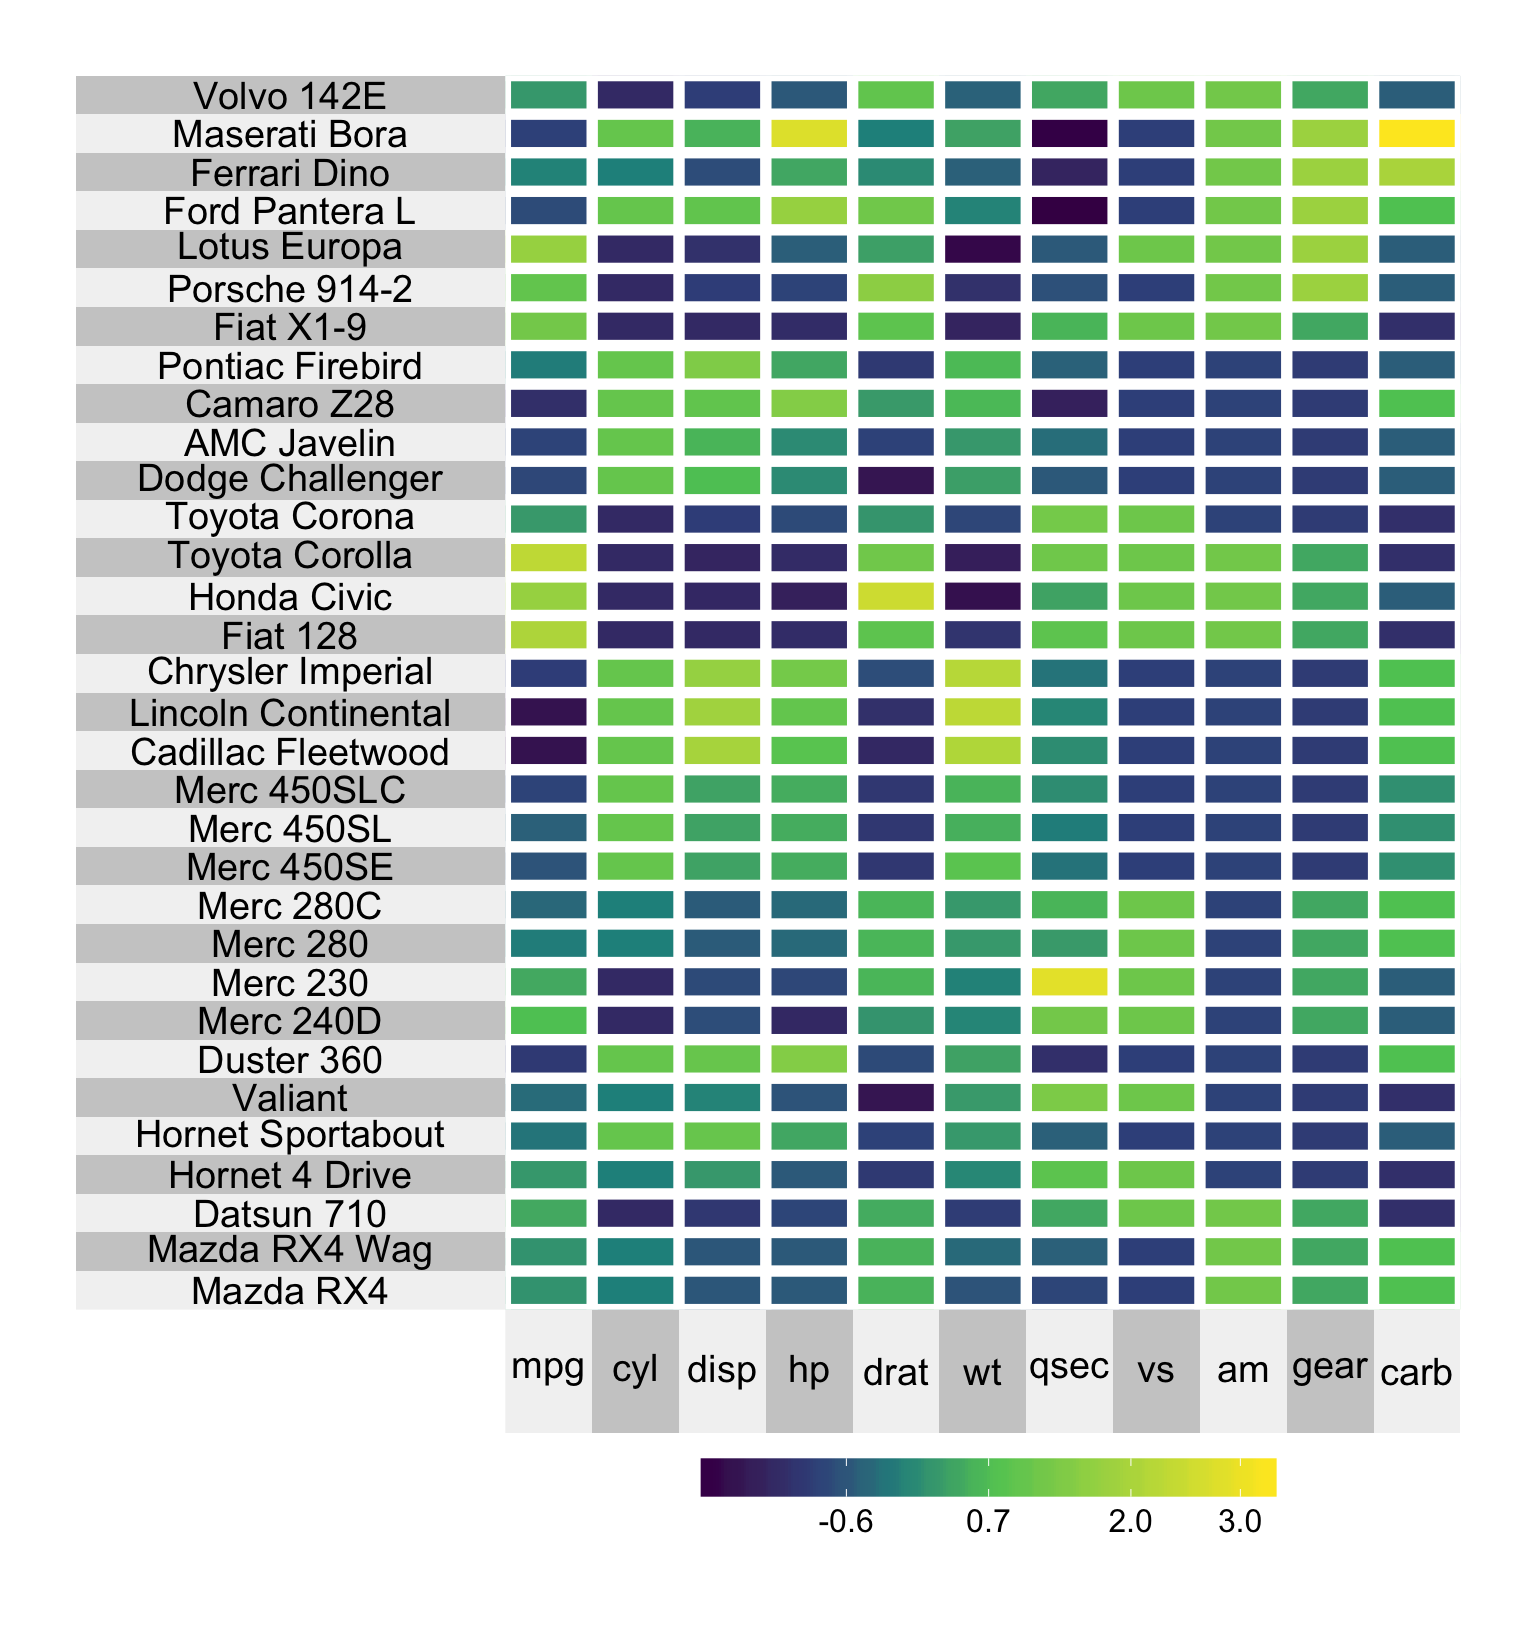 Volvo 142E
Maserati Bora
Ferrari Dino
Ford Pantera L
Lotus Europa
Porsche 914-2
Fiat X1-9
Pontiac Firebird
Camaro Z28
AMC Javelin
Dodge Challenger
Toyota Corona
Toyota Corolla
Honda Civic
Fiat 128
Chrysler Imperial
Lincoln Continental
Cadillac Fleetwood
Merc 450SLC
Merc 450SL
Merc 450SE
Merc 280C
Merc 280
Merc 230
Merc 240D
Duster 360
Valiant
Hornet Sportabout
Hornet 4 Drive
Datsun 710
Mazda RX4 Wag
Mazda RX4
mpg cyl disp hp drat wt qsec vs am gear carb
-0.6 0.7 2.0 3.0